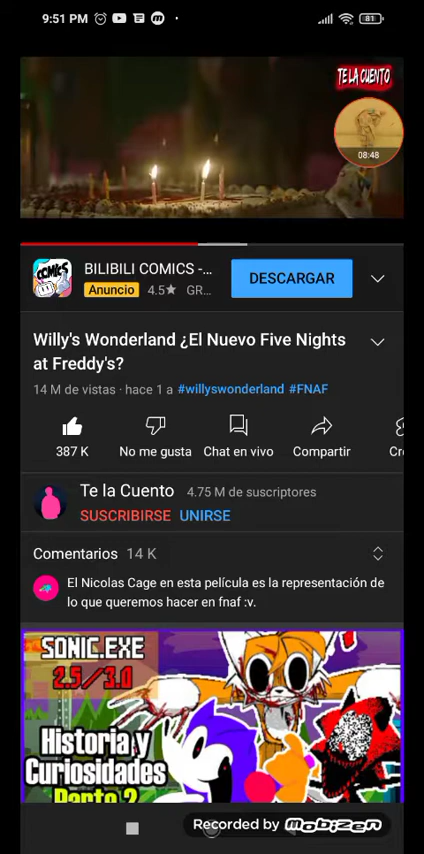 9:51 PM
81
TE LA CUENTO
08:48
COMICS
BILIBILI COMICS -...
Anuncio 4.5★ GR...
DESCARGAR
Willy's Wonderland ¿El Nuevo Five Nights
at Freddy's?
14 M de vistas · hace 1 a #willyswonderland #FNAF
387 K No me gusta Chat en vivo Compartir Cre
Te la Cuento 4.75 M de suscriptores
SUSCRIBIRSE UNIRSE
Comentarios 14 K
El Nicolas Cage en esta película es la representación de
lo que queremos hacer en fnaf :v.
SONIC.EXE
2.5/3.0
Historia y
Curiosidades
Parte 2
Recorded by mobizen